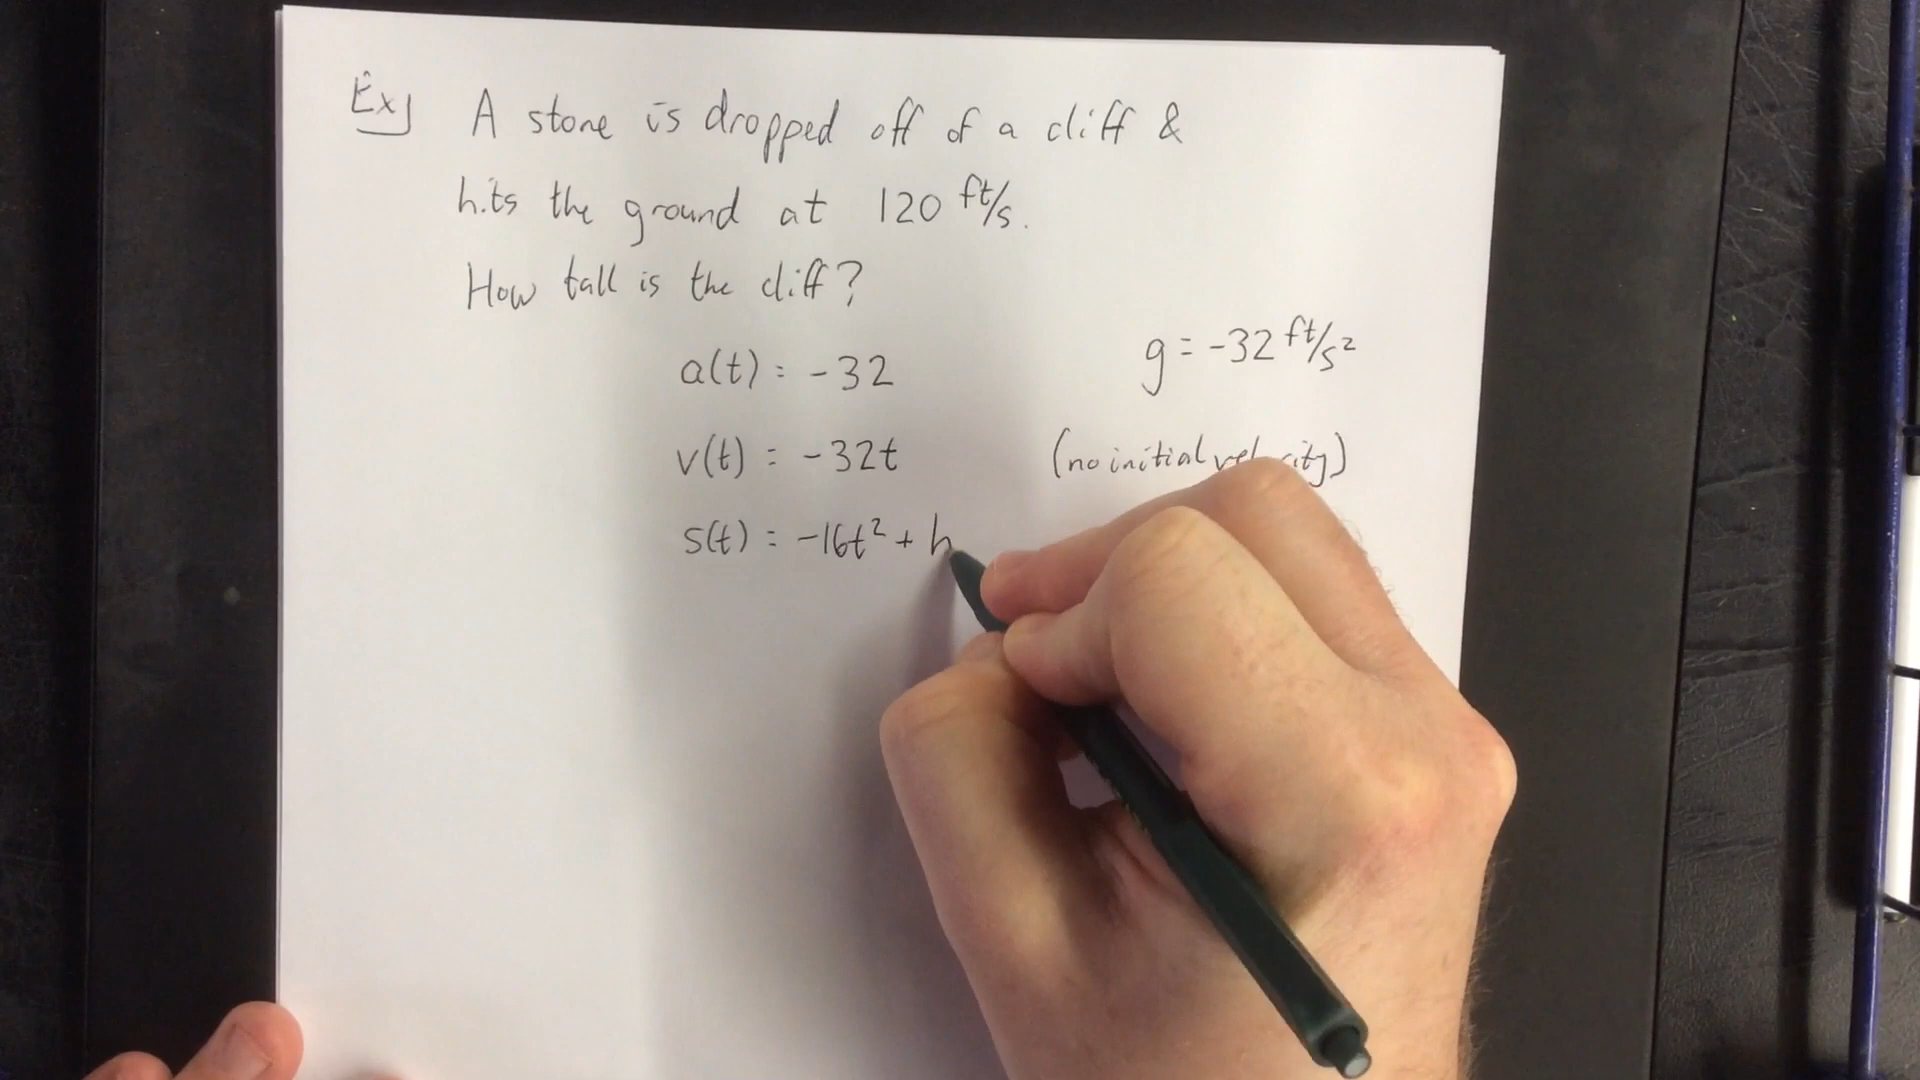 Ex) A stone is dropped off of a cliff &
hits the ground at 120 ft/s.
How tall is the cliff?
g = -32 ft/s²
a(t) = -32
v(t) = -32t (no initial velocity)
s(t) = -16t² + h